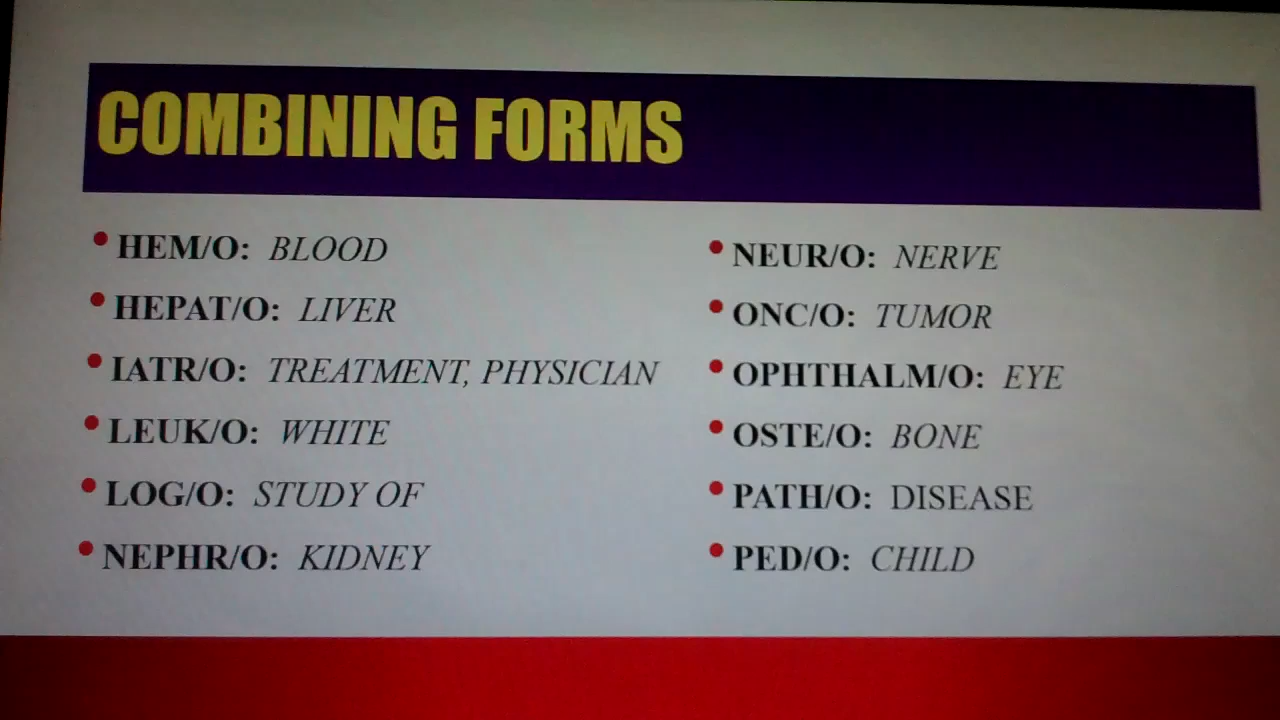 COMBINING FORMS
• HEM/O: BLOOD
• HEPAT/O: LIVER
• IATR/O: TREATMENT, PHYSICIAN
• LEUK/O: WHITE
• LOG/O: STUDY OF
• NEPHR/O: KIDNEY
• NEUR/O: NERVE
• ONC/O: TUMOR
• OPHTHALM/O: EYE
• OSTE/O: BONE
• PATH/O: DISEASE
• PED/O: CHILD